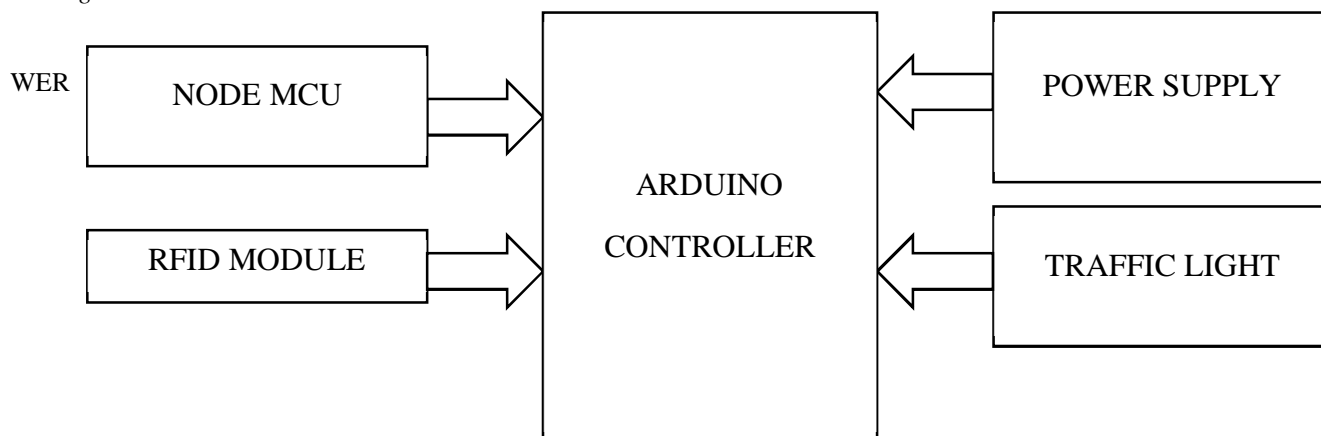 WER
NODE MCU
RFID MODULE
ARDUINO
CONTROLLER
POWER SUPPLY
TRAFFIC LIGHT